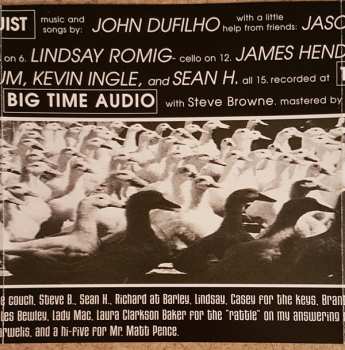 JIST music and songs by: JOHN DUFILHO with a little help from friends: JASO
on 6. LINDSAY ROMIG- cello on 12. JAMES HEND
UM, KEVIN INGLE, and SEAN H. all 15. recorded at
BIG TIME AUDIO with Steve Browne. mastered by
e couch, Steve B., Sean H., Richard at Barley, Lindsay, Casey for the keys, Brant
les Bewley, Lady Mac, Laura Clarkson Baker for the "rattle" on my answering
arwelis, and a hi-five for Mr. Matt Pence.